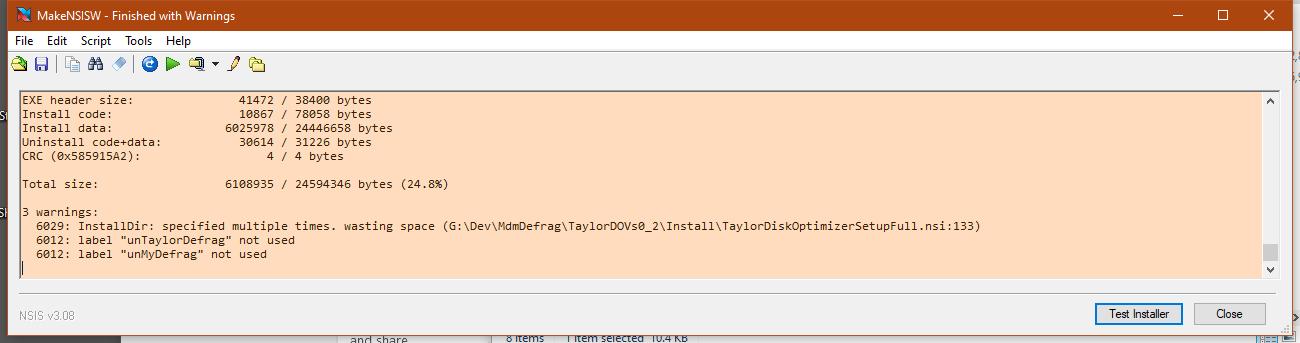 MakeNSISW - Finished with Warnings
File Edit Script Tools Help
EXE header size: 41472 / 38400 bytes
Install code: 10867 / 78058 bytes
Install data: 6025978 / 24446658 bytes
Uninstall code+data: 30614 / 31226 bytes
CRC (0x585915A2): 4 / 4 bytes
Total size: 6108935 / 24594346 bytes (24.8%)
3 warnings:
6029: InstallDir: specified multiple times. wasting space (G:\Dev\MdmDefrag\TaylorDOVs0_2\Install\TaylorDiskOptimizerSetupFull.nsi:133)
6012: label "unTaylorDefrag" not used
6012: label "unMyDefrag" not used
NSIS v3.08
Test Installer Close
and share
8 items 1 item selected 10.4 KB